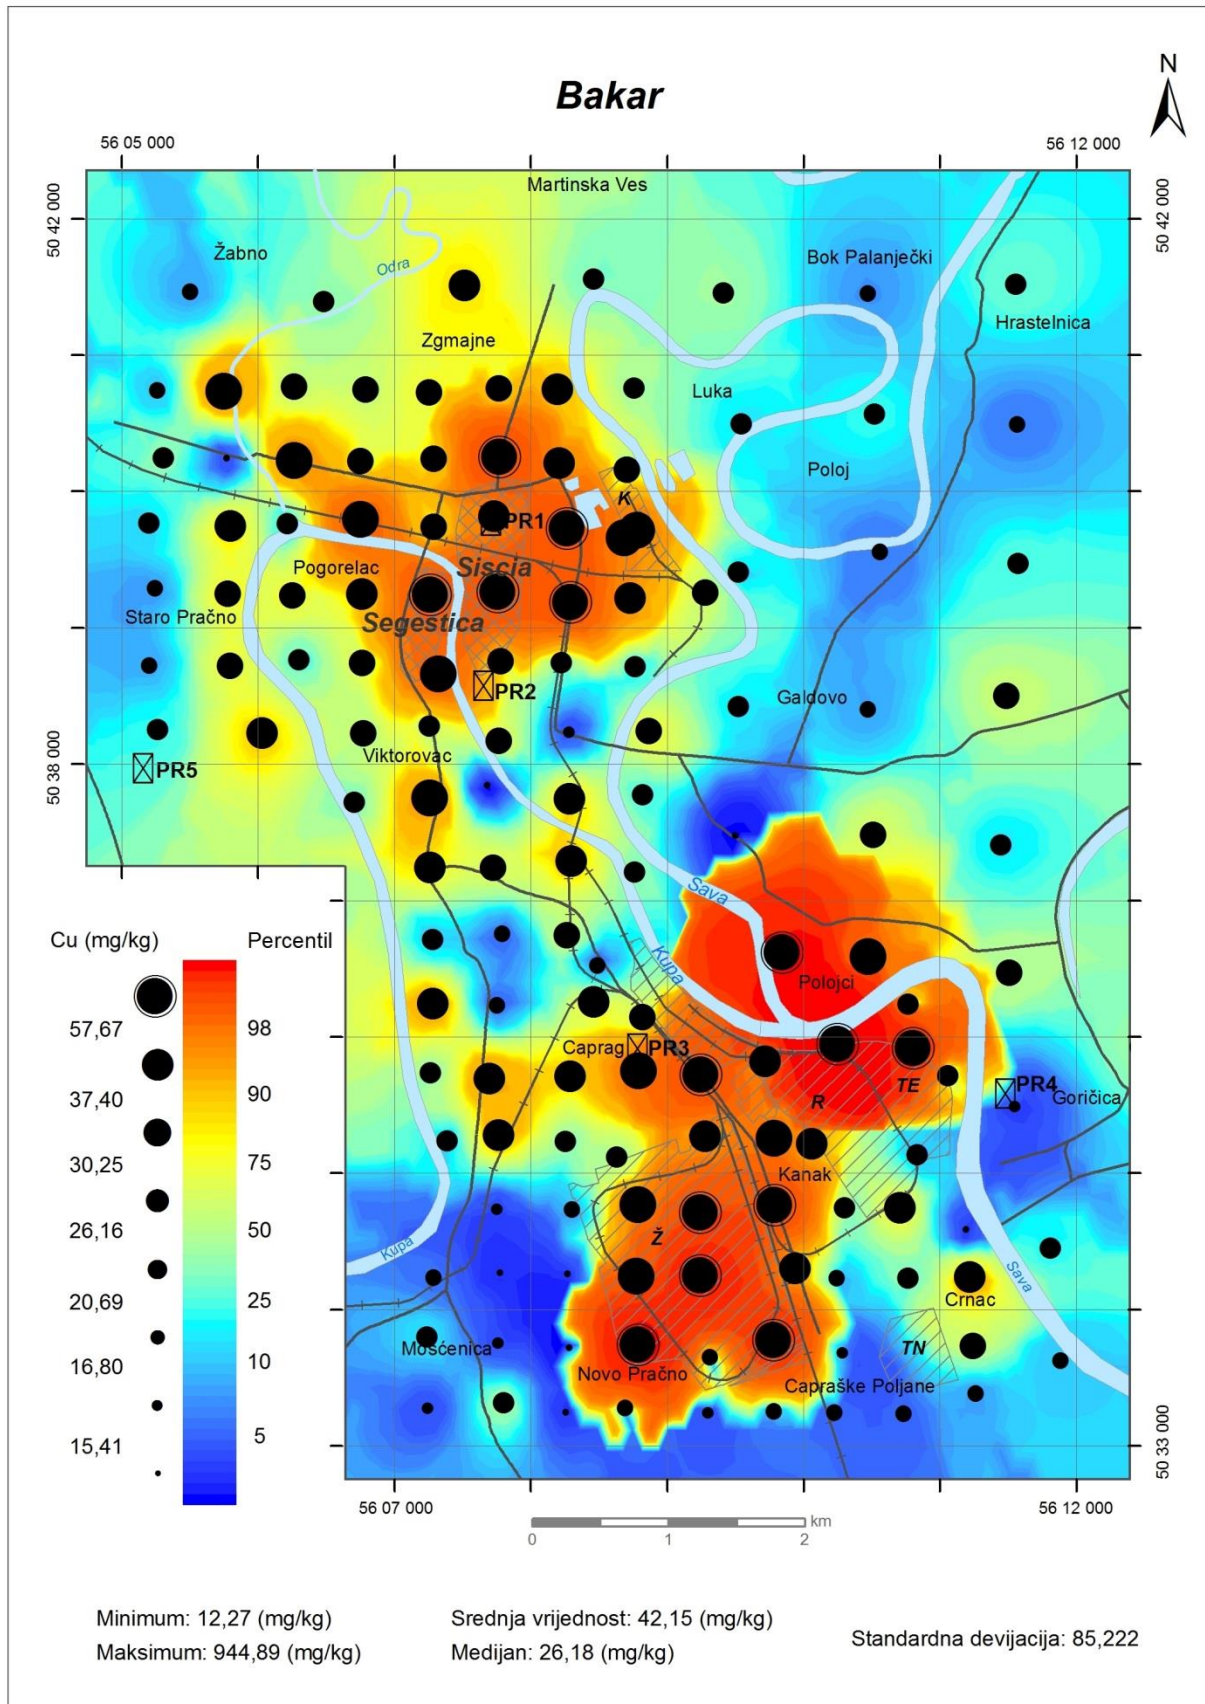 Bakar
N
56 05 000
56 12 000
50 42 000
50 42 000
Martinska Ves
Žabno
Odra
Bok Palanječki
Hrastelnica
Zgmajne
Luka
Poloj
K
PR1
Siscia
Pogorelac
Segestica
Staro Pračno
PR2
Galdovo
Viktorovac
PR5
50 38 000
50 38 000
Sava
Kupa
Polojci
Cu (mg/kg)
Percentil
57,67
98
37,40
90
30,25
75
26,16
50
20,69
25
16,80
10
15,41
5
Caprag
PR3
TE
R
PR4
Goričica
Kanak
Ž
Kupa
Sava
Crnac
TN
Mošćenica
Novo Pračno
Capraške Poljane
50 33 000
56 07 000
56 12 000
0 1 2 km
Minimum: 12,27 (mg/kg)
Srednja vrijednost: 42,15 (mg/kg)
Standardna devijacija: 85,222
Maksimum: 944,89 (mg/kg)
Medijan: 26,18 (mg/kg)